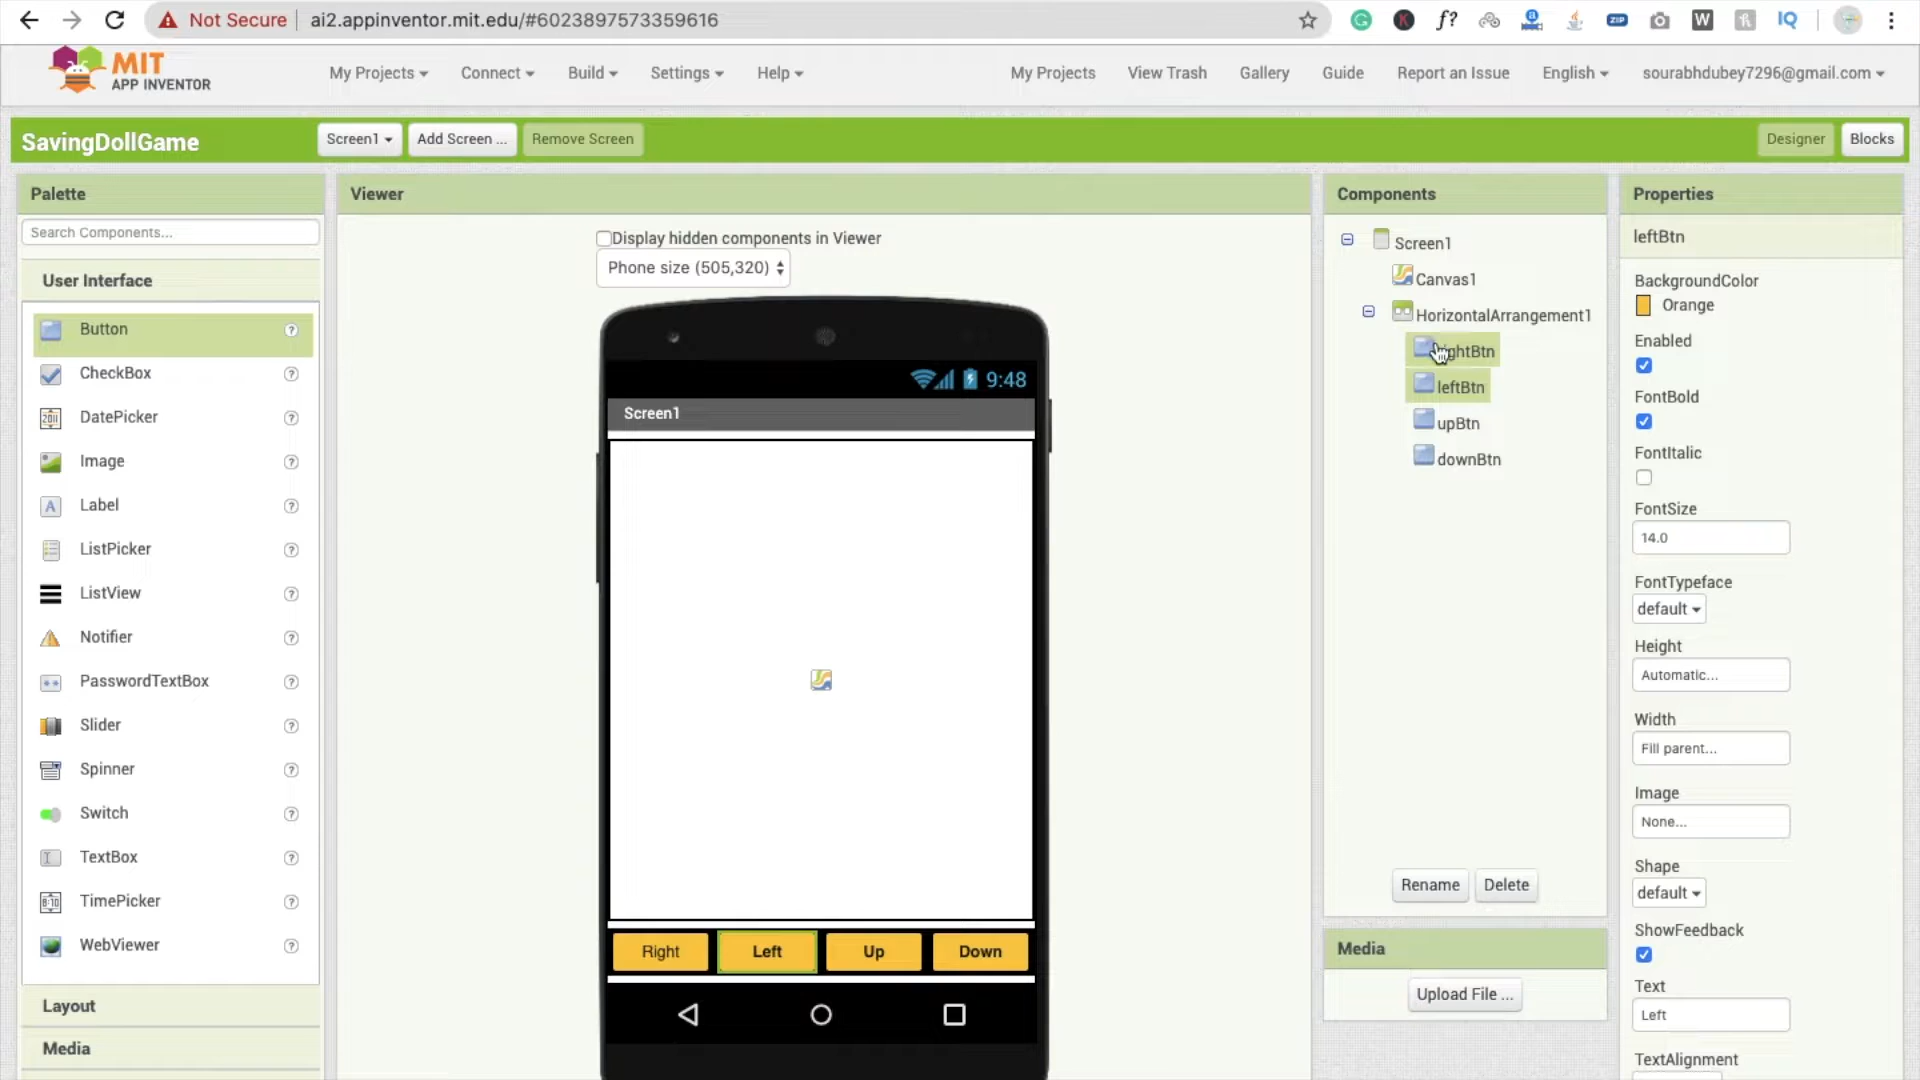 Not Secure
ai2.appinventor.mit.edu/#6023897573359616
K
f?
ZIP
W
IQ
MIT
APP INVENTOR
My Projects
Connect
Build
Settings
Help
My Projects
View Trash
Gallery
Guide
Report an Issue
English
sourabhdubey7296@gmail.com
SavingDollGame
Screen1
Add Screen ...
Remove Screen
Designer
Blocks
Palette
Search Components...
User Interface
Button
CheckBox
DatePicker
Image
Label
ListPicker
ListView
Notifier
PasswordTextBox
Slider
Spinner
Switch
TextBox
TimePicker
WebViewer
Layout
Media
Viewer
Display hidden components in Viewer
Phone size (505,320)
9:48
Screen1
Right
Left
Up
Down
Components
Screen1
Canvas1
HorizontalArrangement1
ightBtn
leftBtn
upBtn
downBtn
Rename
Delete
Media
Upload File ...
Properties
leftBtn
BackgroundColor
Orange
Enabled
FontBold
FontItalic
FontSize
14.0
FontTypeface
default
Height
Automatic...
Width
Fill parent...
Image
None...
Shape
default
ShowFeedback
Text
Left
TextAlignment